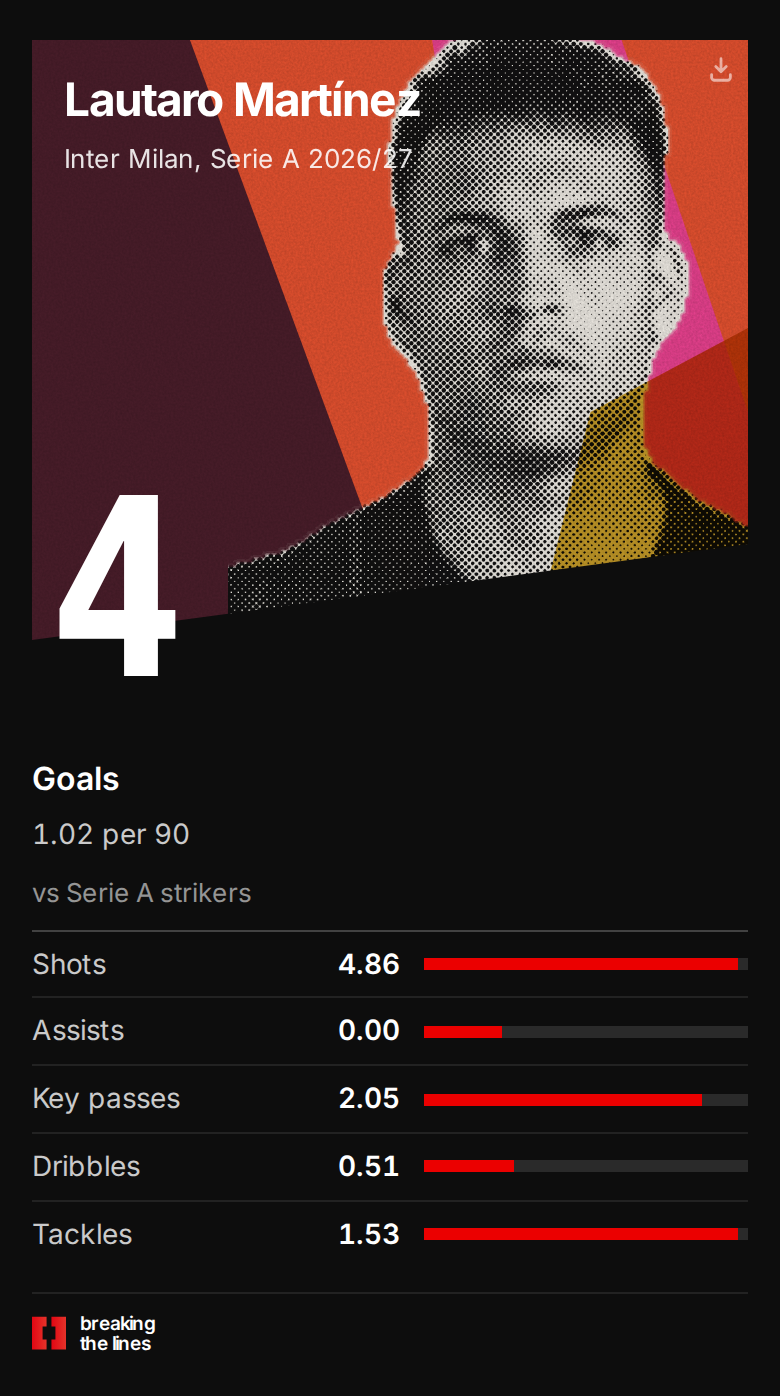 Lautaro Martínez
Inter Milan, Serie A 2026/27
4
Goals
1.02 per 90
vs Serie A strikers
Shots 4.86
Assists 0.00
Key passes 2.05
Dribbles 0.51
Tackles 1.53
breaking
the lines